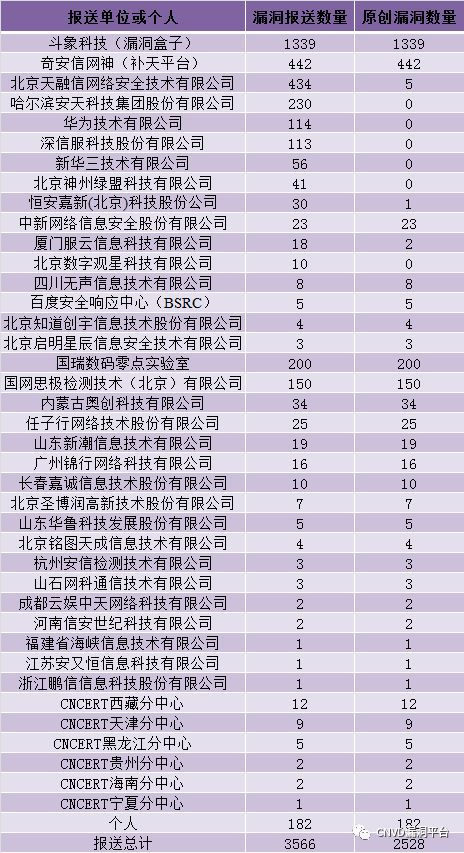 报送单位或个人 漏洞报送数量 原创漏洞数量
斗象科技（漏洞盒子） 1339 1339
奇安信网神（补天平台） 442 442
北京天融信网络安全技术有限公司 434 5
哈尔滨安天科技集团股份有限公司 230 0
华为技术有限公司 114 0
深信服科技股份有限公司 113 0
新华三技术有限公司 56 0
北京神州绿盟科技有限公司 41 0
恒安嘉新(北京)科技股份公司 30 1
中新网络信息安全股份有限公司 23 23
厦门服云信息科技有限公司 18 2
北京数字观星科技有限公司 10 0
四川无声信息技术有限公司 8 8
百度安全响应中心（BSRC） 5 5
北京知道创宇信息技术股份有限公司 4 4
北京启明星辰信息安全技术有限公司 3 3
国瑞数码零点实验室 200 200
国网思极检测技术（北京）有限公司 150 150
内蒙古奥创科技有限公司 34 34
任子行网络技术股份有限公司 25 25
山东新潮信息技术有限公司 19 19
广州锦行网络科技有限公司 16 16
长春嘉诚信息技术股份有限公司 10 10
北京圣博润高新技术股份有限公司 7 7
山东华鲁科技发展股份有限公司 5 5
北京铭图天成信息技术有限公司 4 4
杭州安信检测技术有限公司 3 3
山石网科通信技术有限公司 3 3
成都云娱中天网络科技有限公司 2 2
河南信安世纪科技有限公司 2 2
福建省海峡信息技术有限公司 1 1
江苏安又恒信息科技有限公司 1 1
浙江鹏信信息科技股份有限公司 1 1
CNCERT西藏分中心 12 12
CNCERT天津分中心 9 9
CNCERT黑龙江分中心 5 5
CNCERT贵州分中心 2 2
CNCERT海南分中心 2 2
CNCERT宁夏分中心 1 1
个人 182 182
报送总计 3566 2528
CNVD漏洞平台